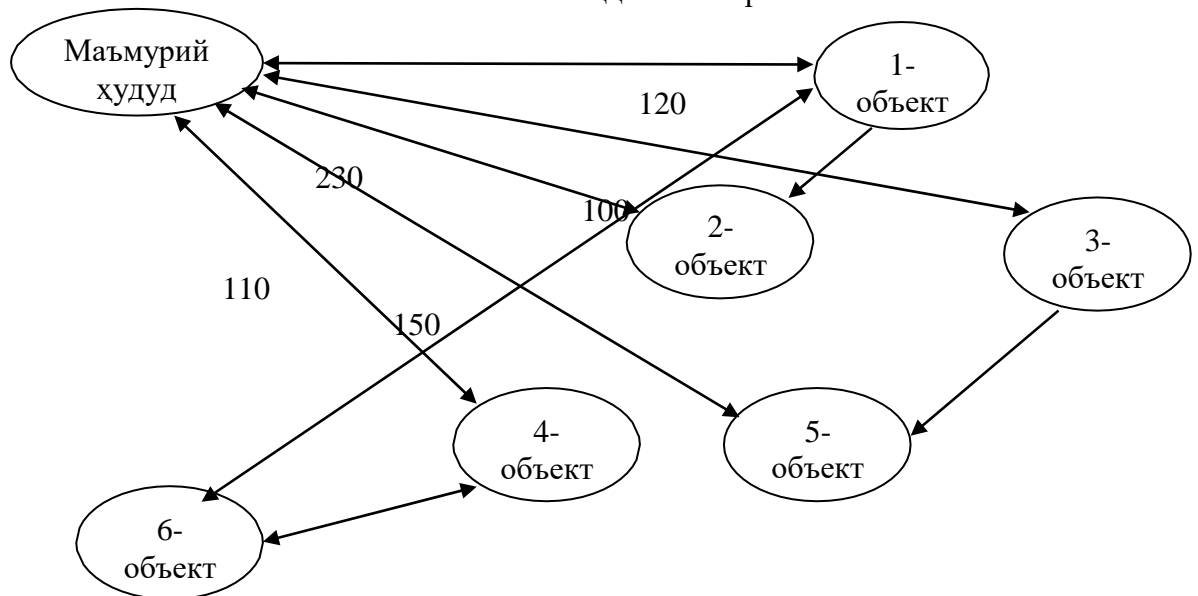 Маъмурий
ҳудуд
1-
объект
120
230
100
2-
объект
3-
объект
110
150
4-
объект
5-
объект
6-
объект